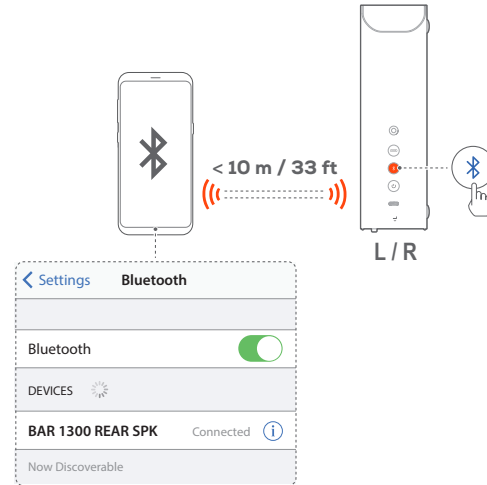 < 10 m / 33 ft
L / R
Settings Bluetooth
Bluetooth
DEVICES
BAR 1300 REAR SPK Connected
Now Discoverable